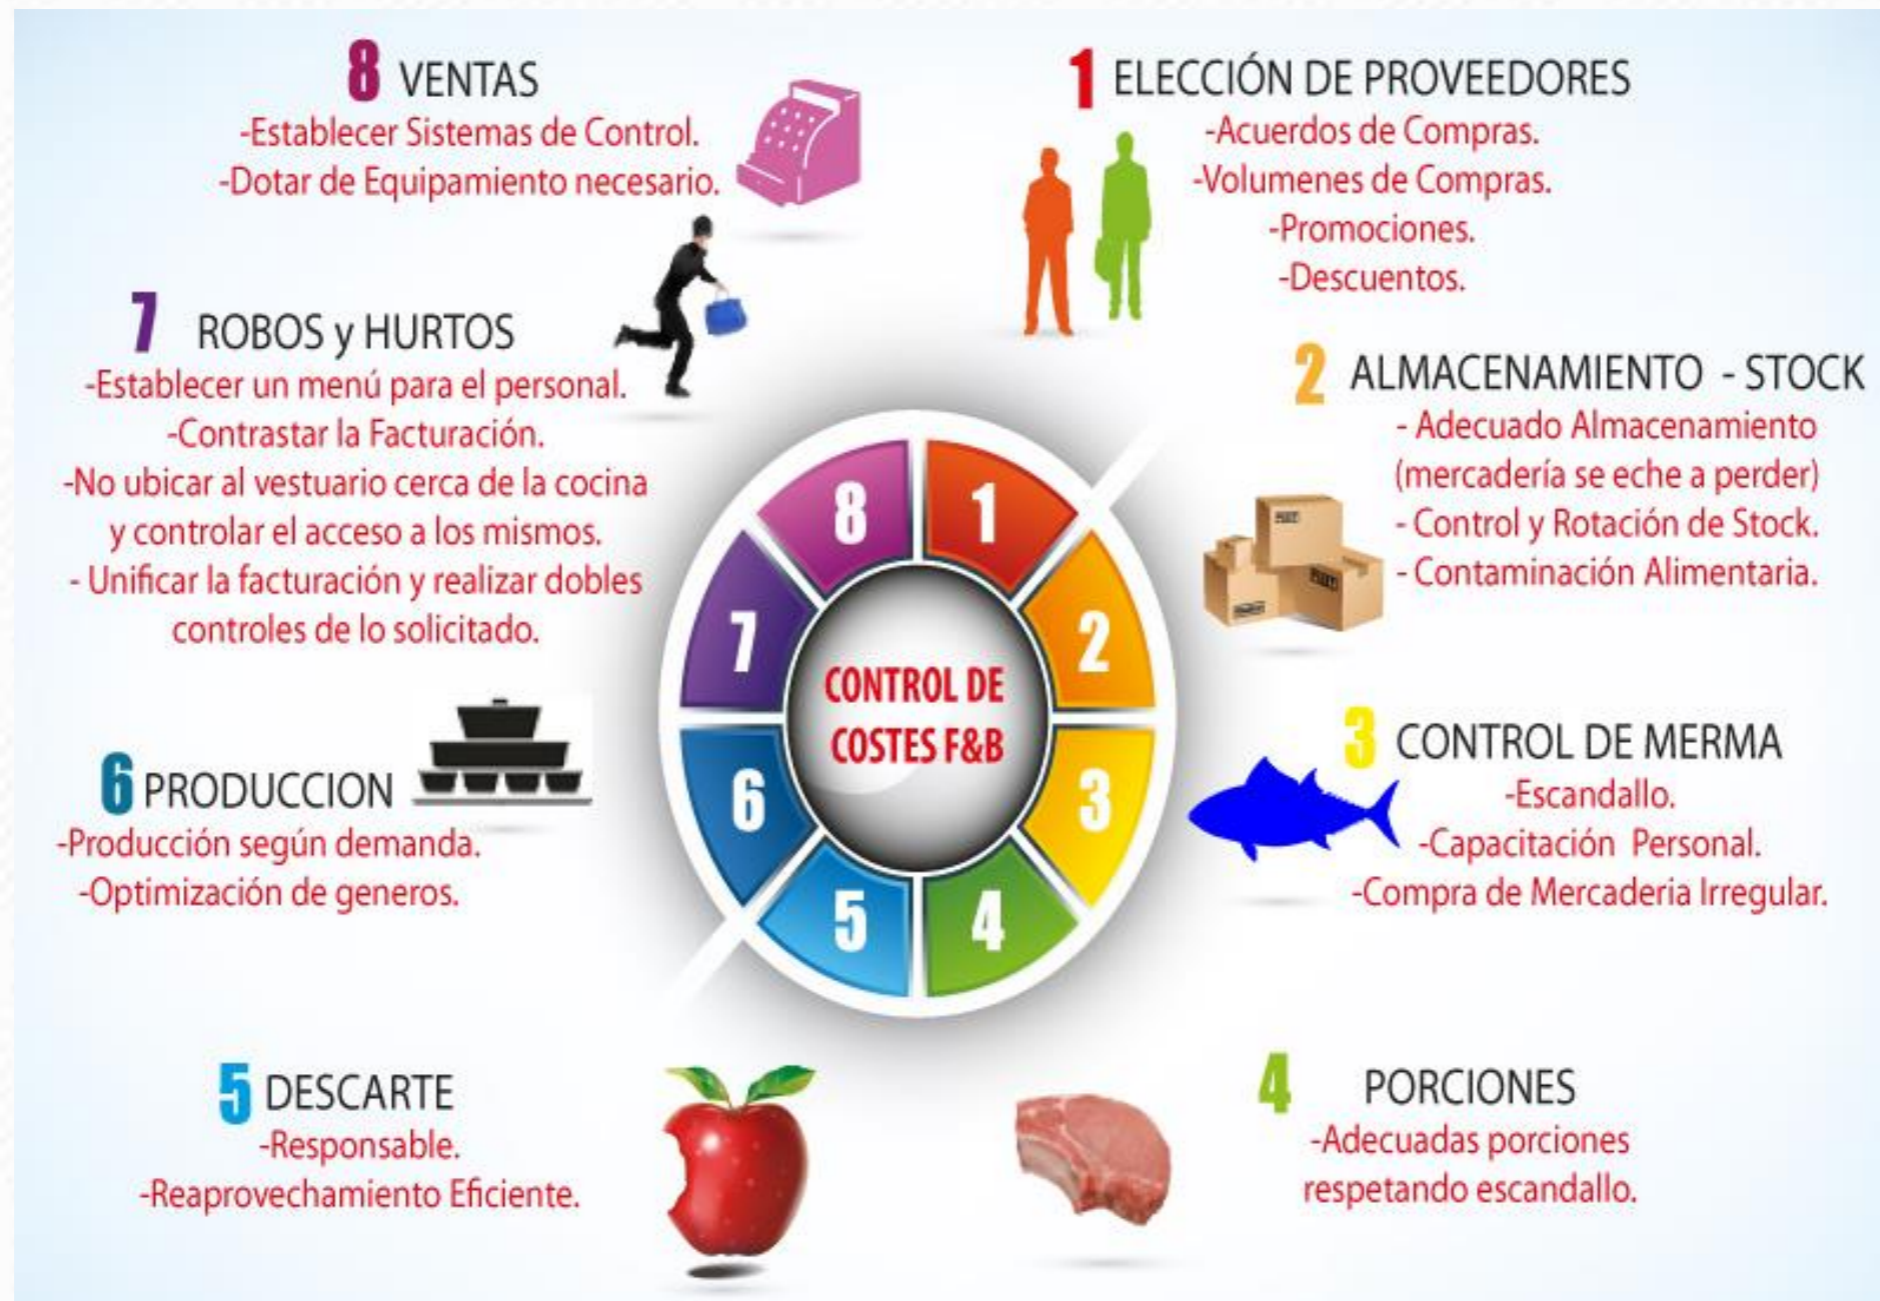 8 VENTAS
-Establecer Sistemas de Control.
-Dotar de Equipamiento necesario.
1 ELECCIÓN DE PROVEEDORES
-Acuerdos de Compras.
-Volumenes de Compras.
-Promociones.
-Descuentos.
7 ROBOS y HURTOS
-Establecer un menú para el personal.
-Contrastar la Facturación.
-No ubicar al vestuario cerca de la cocina
y controlar el acceso a los mismos.
- Unificar la facturación y realizar dobles
controles de lo solicitado.
2 ALMACENAMIENTO - STOCK
- Adecuado Almacenamiento
(mercadería se eche a perder)
- Control y Rotación de Stock.
- Contaminación Alimentaria.
8 1
7 2
CONTROL DE
COSTES F&B
6 3
5 4
6 PRODUCCION
-Producción según demanda.
-Optimización de generos.
3 CONTROL DE MERMA
-Escandallo.
-Capacitación Personal.
-Compra de Mercaderia Irregular.
5 DESCARTE
-Responsable.
-Reaprovechamiento Eficiente.
4 PORCIONES
-Adecuadas porciones
respetando escandallo.